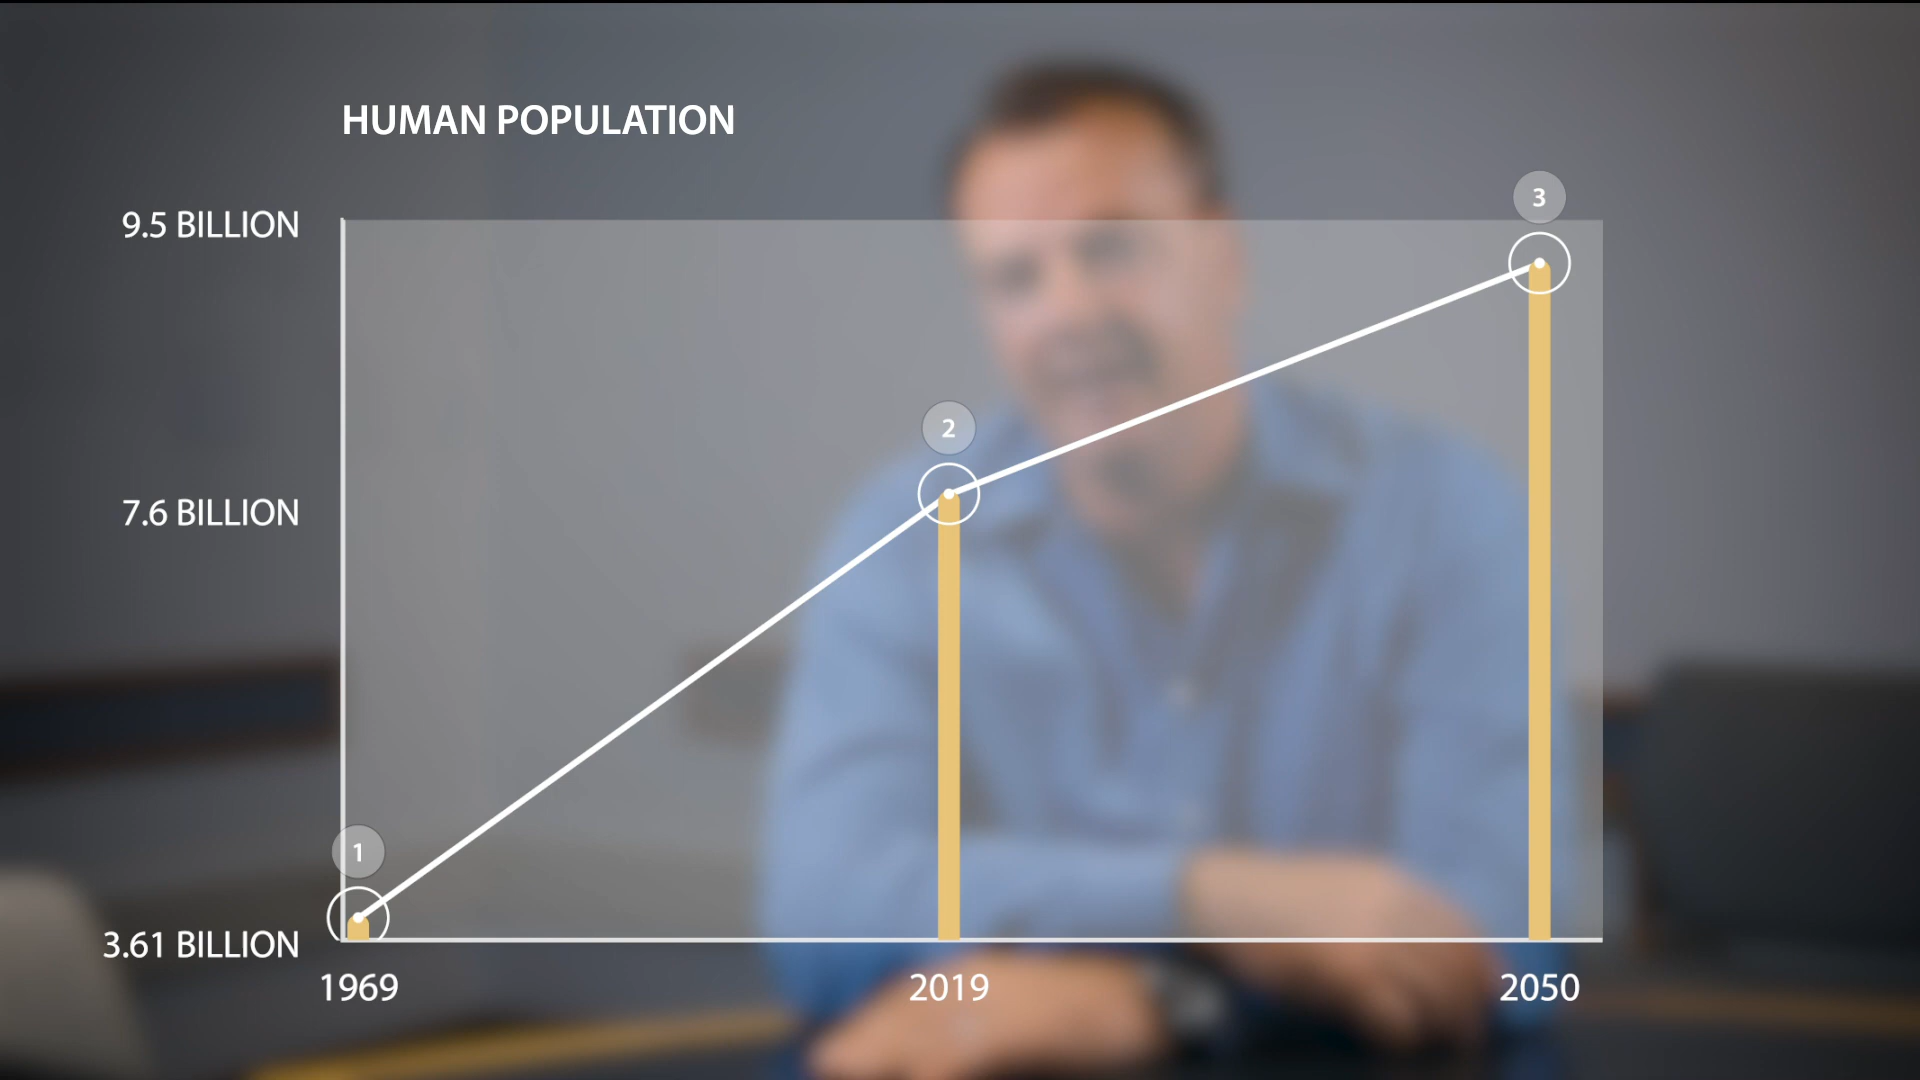 HUMAN POPULATION
9.5 BILLION
3
2
7.6 BILLION
1
3.61 BILLION
1969 2019 2050